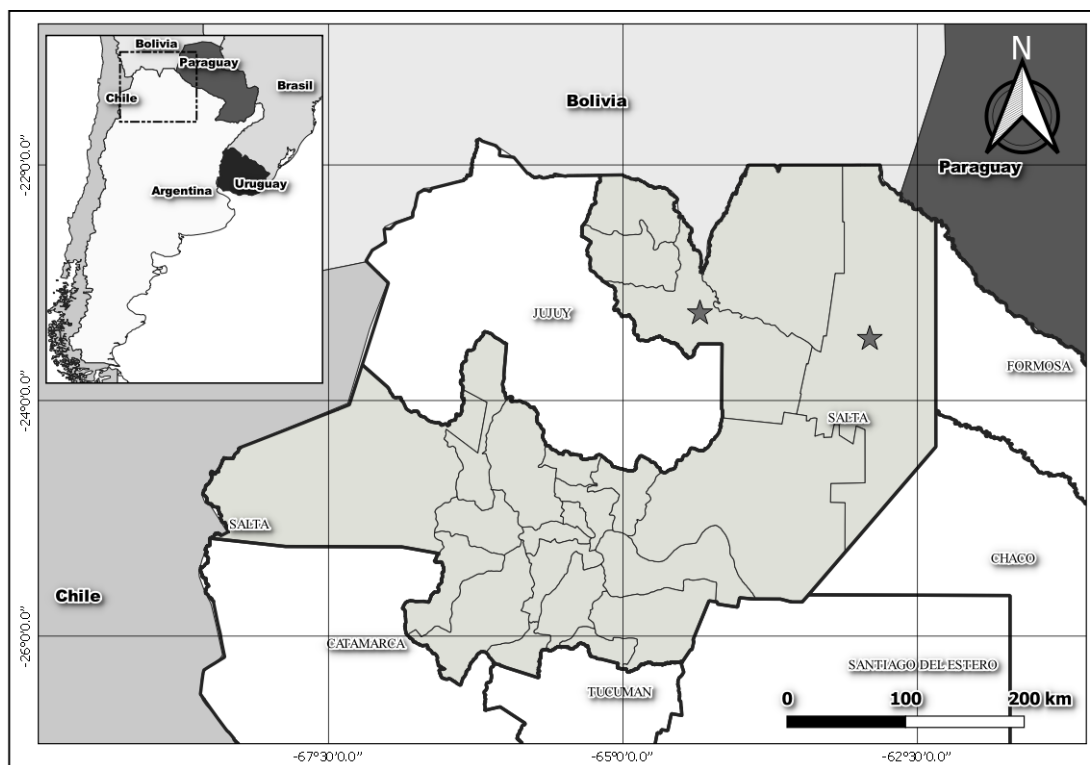 Bolivia
Paraguay
Brasil
Chile
Argentina
Uruguay
N
Bolivia
Paraguay
-22°0'0.0"
-24°0'0.0"
-26°0'0.0"
JUJUY
FORMOSA
SALTA
SALTA
CHACO
Chile
CATAMARCA
SANTIAGO DEL ESTERO
TUCUMAN
0 100 200 km
-67°30'0.0" -65°0'0.0" -62°30'0.0"